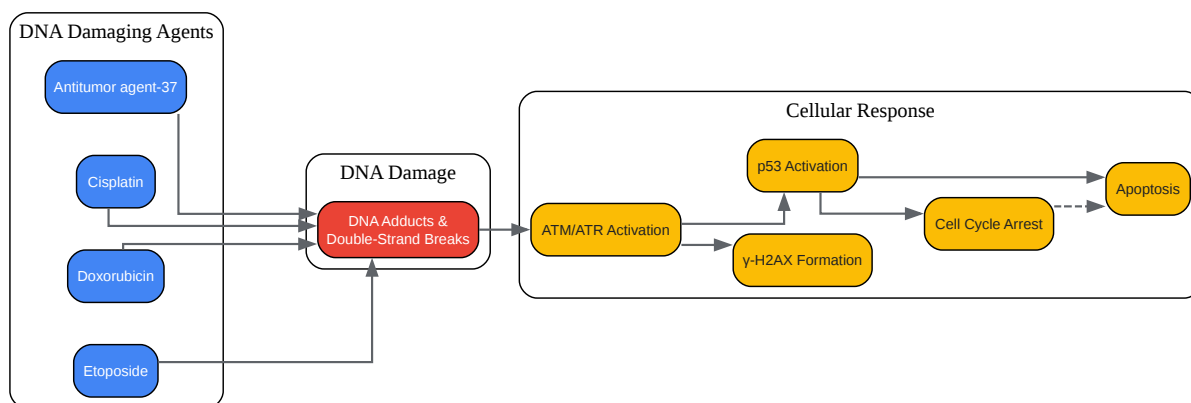 DNA Damaging Agents
Antitumor agent-37
Cisplatin
Doxorubicin
Etoposide
DNA Damage
DNA Adducts &
Double-Strand Breaks
Cellular Response
ATM/ATR Activation
p53 Activation
γ-H2AX Formation
Cell Cycle Arrest
Apoptosis